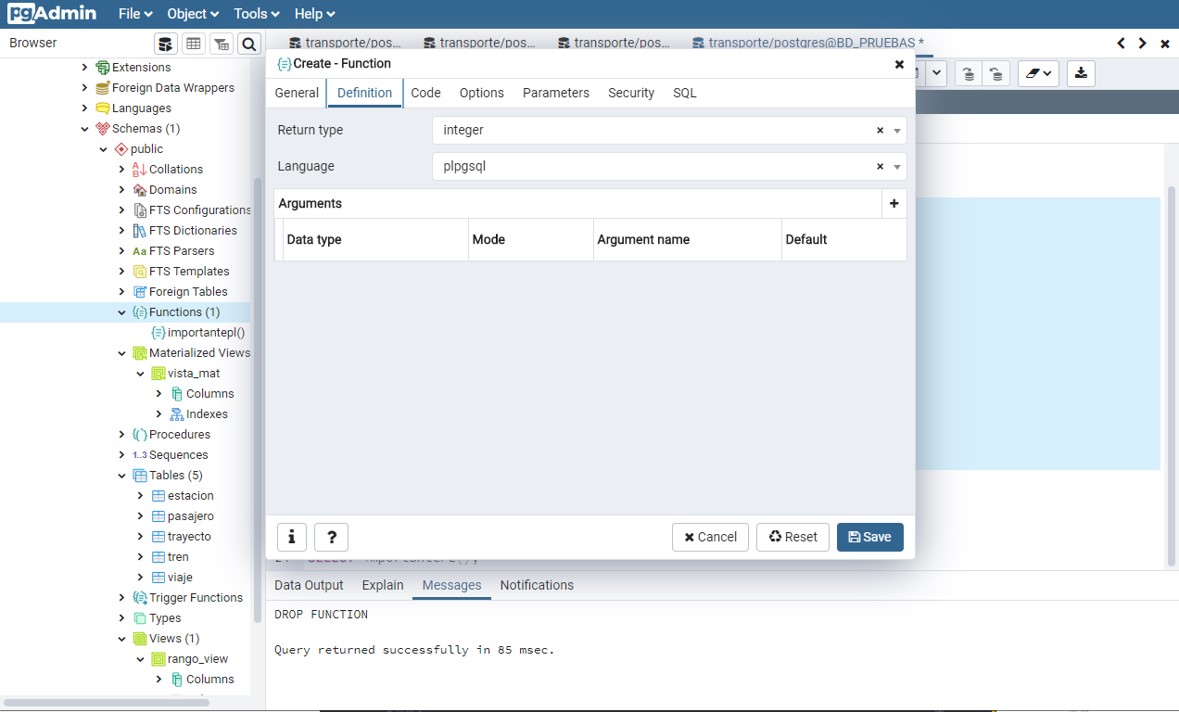 pgAdmin File Object Tools Help
Browser
transporte/pos... transporte/pos... transporte/pos... transporte/postgres@BD_PRUEBAS *
Extensions
Foreign Data Wrappers
Languages
Schemas (1)
public
Collations
Domains
FTS Configurations
FTS Dictionaries
Aa FTS Parsers
FTS Templates
Foreign Tables
Functions (1)
importantepl()
Materialized Views
vista_mat
Columns
Indexes
Procedures
1..3 Sequences
Tables (5)
estacion
pasajero
trayecto
tren
viaje
Trigger Functions
Types
Views (1)
rango_view
Columns
Create - Function
General Definition Code Options Parameters Security SQL
Return type integer
Language plpgsql
Arguments
Data type Mode Argument name Default
Cancel Reset Save
Data Output Explain Messages Notifications
DROP FUNCTION
Query returned successfully in 85 msec.